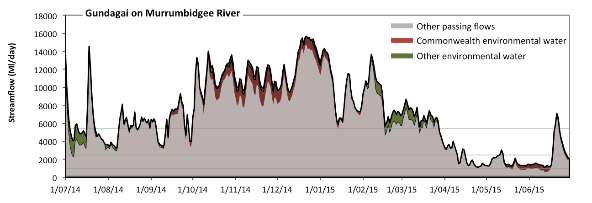 Gundagai on Murrumbidgee River
Streamflow (Ml/day)
18000
16000
14000
12000
10000
8000
6000
4000
2000
0
Other passing flows
Commonwealth environmental water
Other environmental water
1/07/14 1/08/14 1/09/14 1/10/14 1/11/14 1/12/14 1/01/15 1/02/15 1/03/15 1/04/15 1/05/15 1/06/15